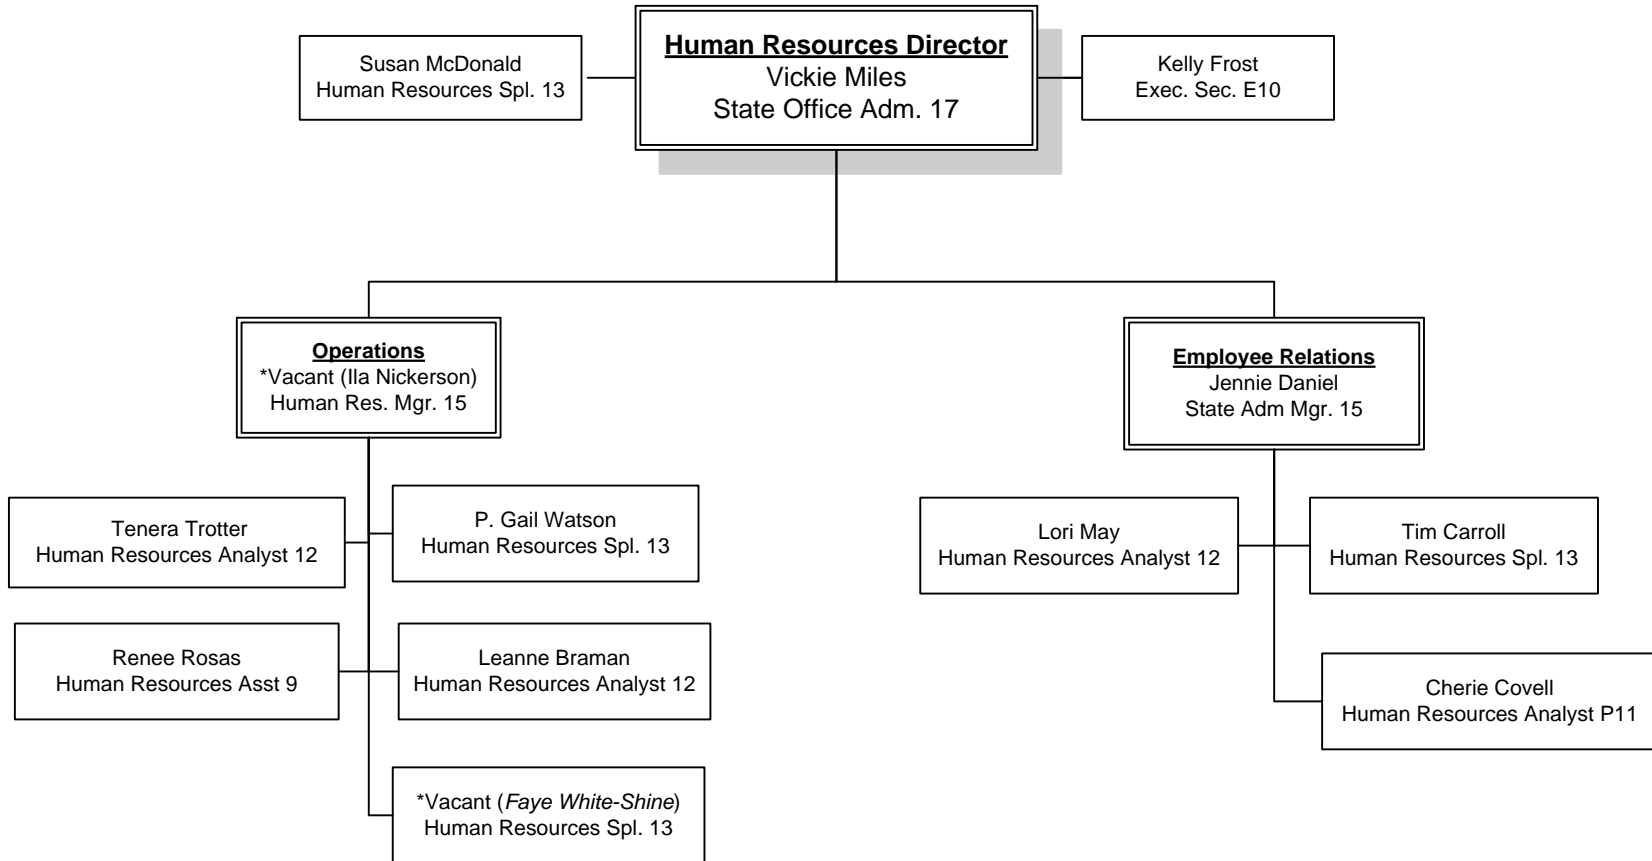 Susan McDonald
Human Resources Spl. 13
Human Resources Director
Vickie Miles
State Office Adm. 17
Kelly Frost
Exec. Sec. E10
Operations
*Vacant (Ila Nickerson)
Human Res. Mgr. 15
Employee Relations
Jennie Daniel
State Adm Mgr. 15
Tenera Trotter
Human Resources Analyst 12
P. Gail Watson
Human Resources Spl. 13
Lori May
Human Resources Analyst 12
Tim Carroll
Human Resources Spl. 13
Renee Rosas
Human Resources Asst 9
Leanne Braman
Human Resources Analyst 12
Cherie Covell
Human Resources Analyst P11
*Vacant (Faye White-Shine)
Human Resources Spl. 13